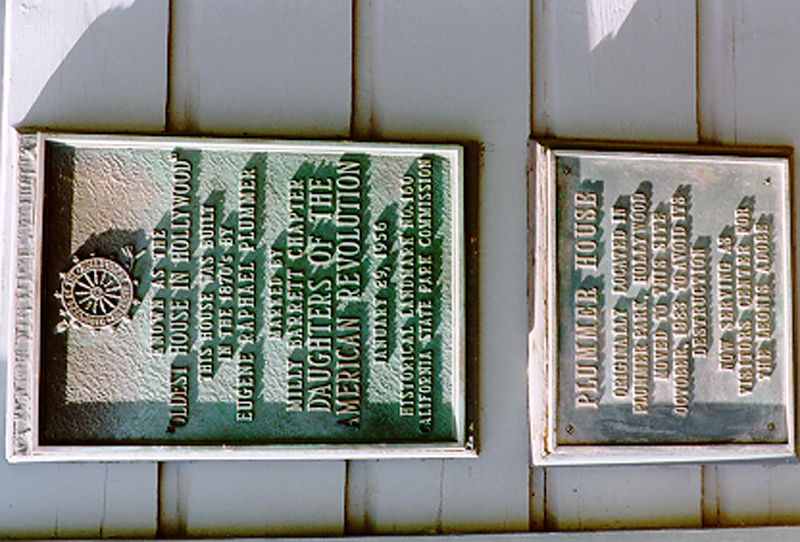 KNOWN AS THE
"OLDEST HOUSE IN HOLLYWOOD"
THIS HOUSE WAS BUILT
IN THE 1870'S BY
EUGENE RAPHAEL PLUMMER
MARKED BY
MILLY BARRETT CHAPTER
DAUGHTERS OF THE
AMERICAN REVOLUTION
JANUARY 29, 1956
HISTORICAL LANDMARK NO. 160
CALIFORNIA STATE PARK COMMISSION
PLUMMER HOUSE
ORIGINALLY LOCATED IN
PLUMMER PARK, HOLLYWOOD
MOVED TO THIS SITE
OCTOBER, 1983 TO AVOID ITS
DESTRUCTION
NOW SERVING AS
VISITORS CENTER FOR
THE LEONIS ADOBE